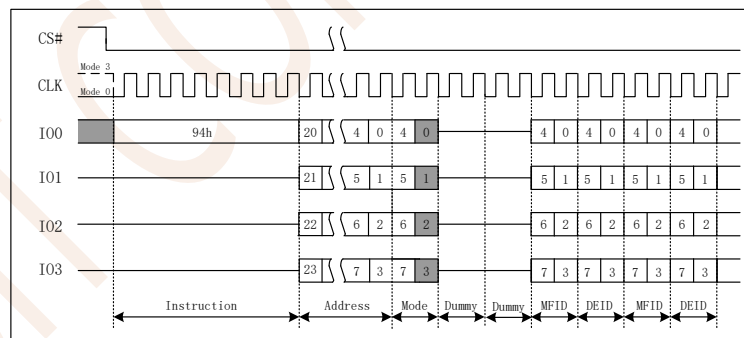 CS#
Mode 3
CLK
Mode 0
IO0 94h 20 4 0 4 0 4 0 4 0 4 0 4 0
IO1 21 5 1 5 1 5 1 5 1 5 1 5 1
IO2 22 6 2 6 2 6 2 6 2 6 2 6 2
IO3 23 7 3 7 3 7 3 7 3 7 3 7 3
Instruction Address Mode Dummy Dummy MFID DEID MFID DEID